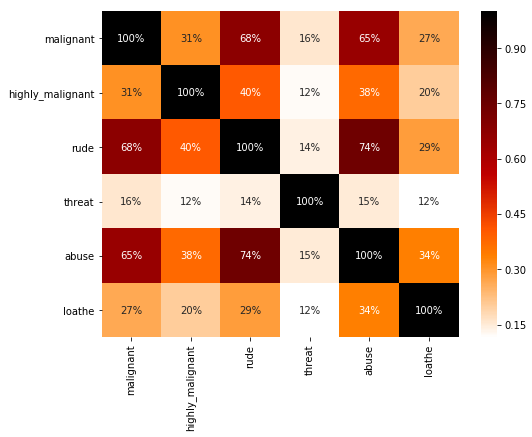 malignant 100% 31% 68% 16% 65% 27%
highly_malignant 31% 100% 40% 12% 38% 20%
rude 68% 40% 100% 14% 74% 29%
threat 16% 12% 14% 100% 15% 12%
abuse 65% 38% 74% 15% 100% 34%
loathe 27% 20% 29% 12% 34% 100%
malignant
highly_malignant
rude
threat
abuse
loathe
0.90
0.75
0.60
0.45
0.30
0.15